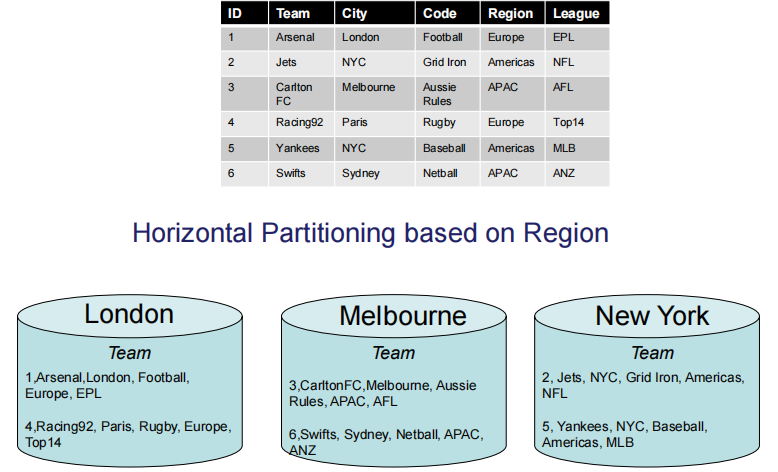 ID Team City Code Region League
1 Arsenal London Football Europe EPL
2 Jets NYC Grid Iron Americas NFL
3 Carlton Melbourne Aussie APAC AFL
FC Rules
4 Racing92 Paris Rugby Europe Top14
5 Yankees NYC Baseball Americas MLB
6 Swifts Sydney Netball APAC ANZ
Horizontal Partitioning based on Region
London
Team
1,Arsenal,London, Football,
Europe, EPL
4,Racing92, Paris, Rugby, Europe,
Top14
Melbourne
Team
3,CarltonFC,Melbourne, Aussie
Rules, APAC, AFL
6,Swifts, Sydney, Netball, APAC,
ANZ
New York
Team
2, Jets, NYC, Grid Iron, Americas,
NFL
5, Yankees, NYC, Baseball,
Americas, MLB